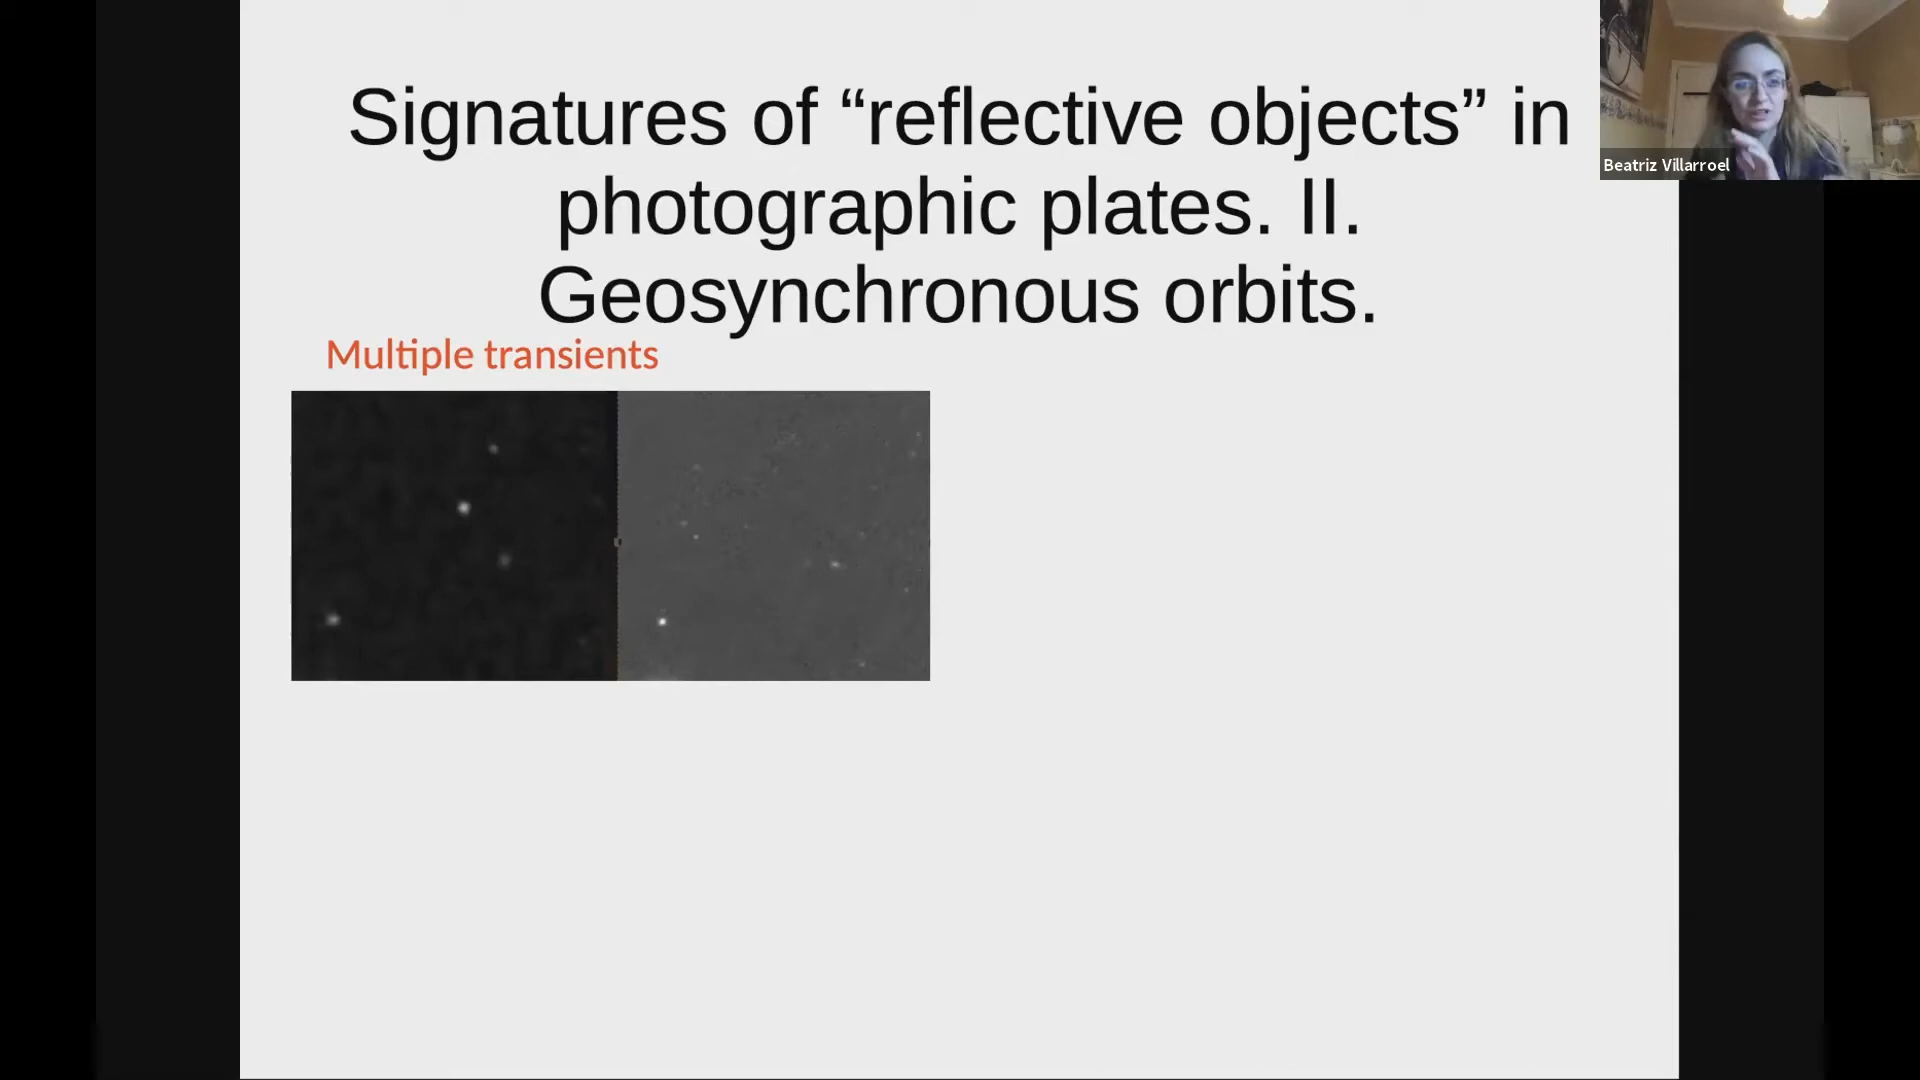 Signatures of “reflective objects” in
photographic plates. II.
Geosynchronous orbits.
Multiple transients
Beatriz Villarroel